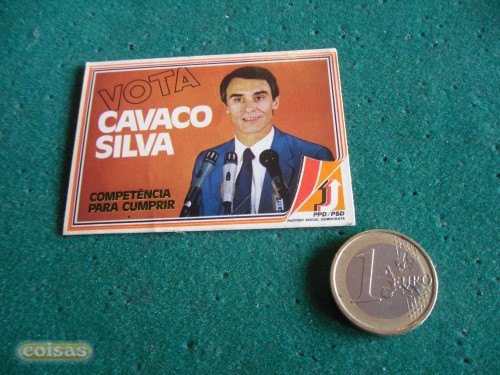 VOTA
CAVACO
SILVA
COMPETÊNCIA
PARA CUMPRIR
PPD/PSD
PARTIDO SOCIAL DEMOCRATA
1 EURO
coisas